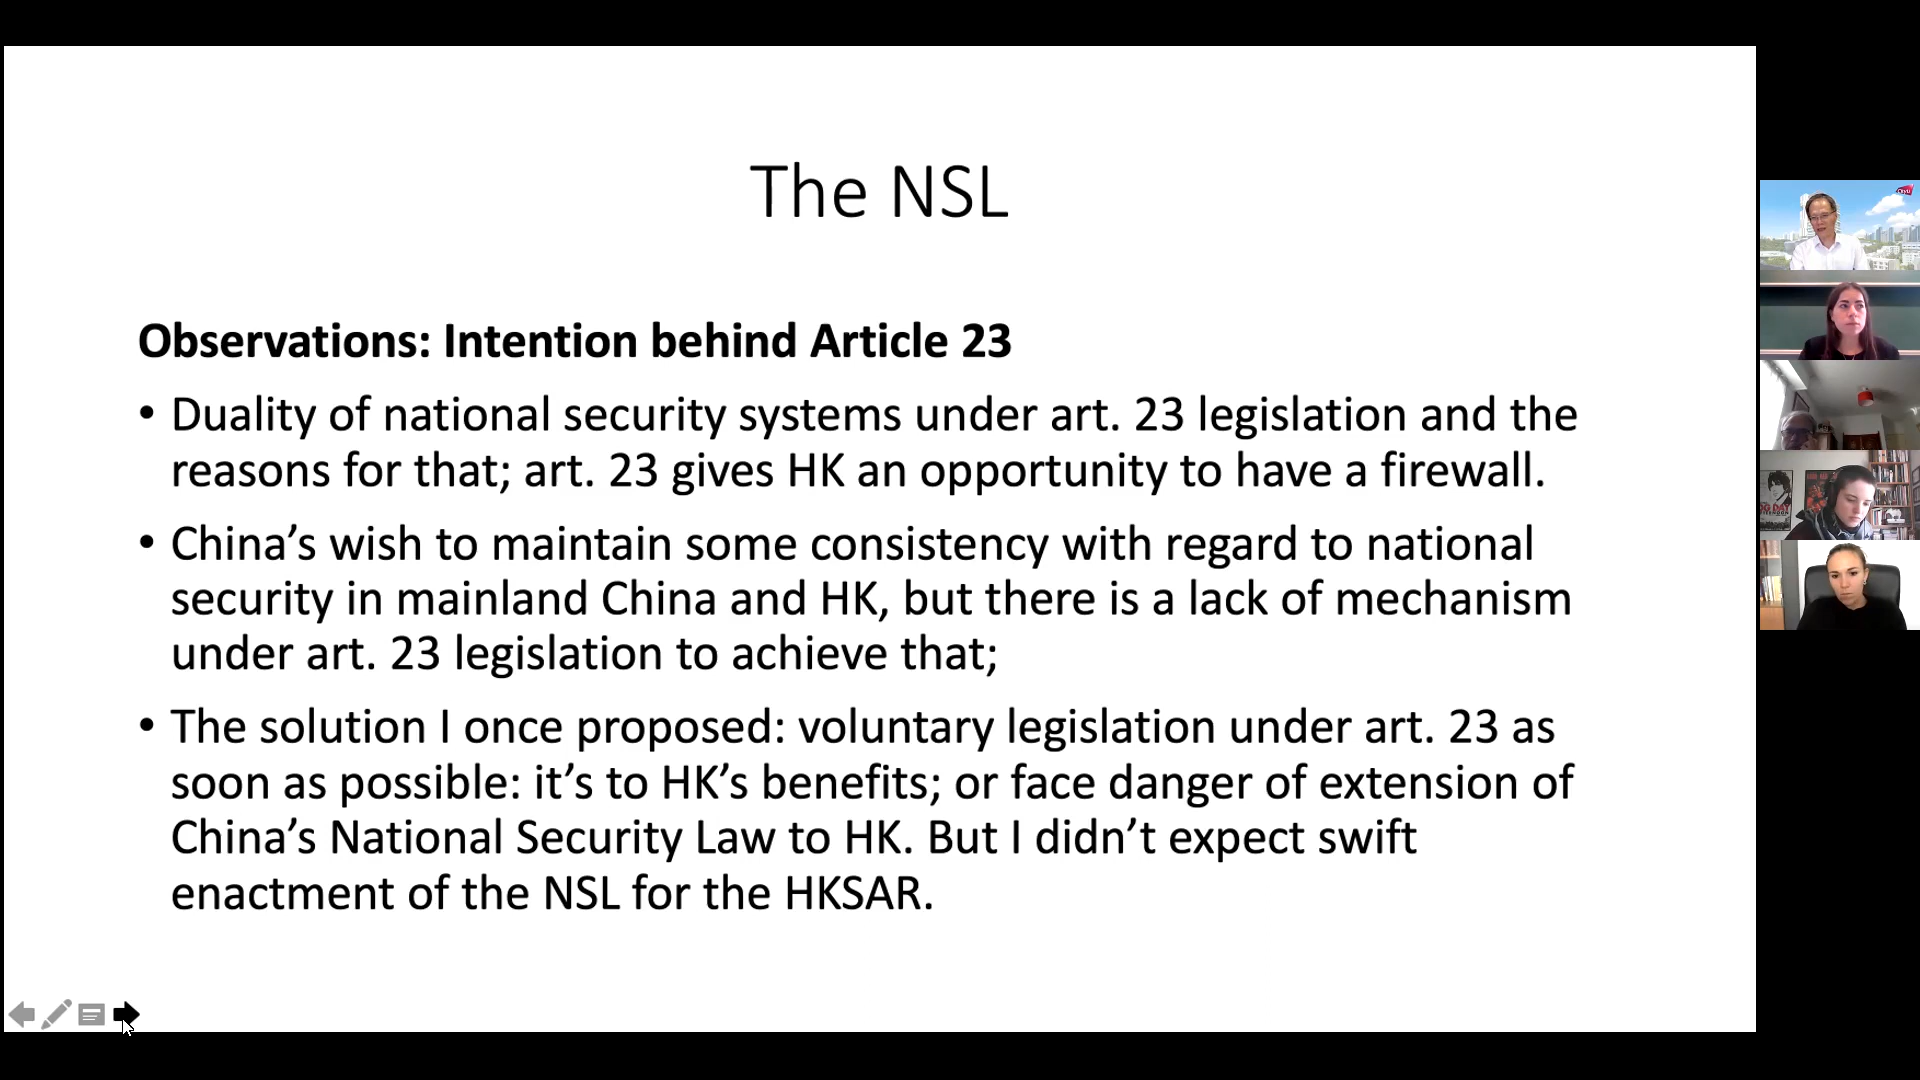 The NSL
Observations: Intention behind Article 23
• Duality of national security systems under art. 23 legislation and the
reasons for that; art. 23 gives HK an opportunity to have a firewall.
• China’s wish to maintain some consistency with regard to national
security in mainland China and HK, but there is a lack of mechanism
under art. 23 legislation to achieve that;
• The solution I once proposed: voluntary legislation under art. 23 as
soon as possible: it’s to HK’s benefits; or face danger of extension of
China’s National Security Law to HK. But I didn’t expect swift
enactment of the NSL for the HKSAR.